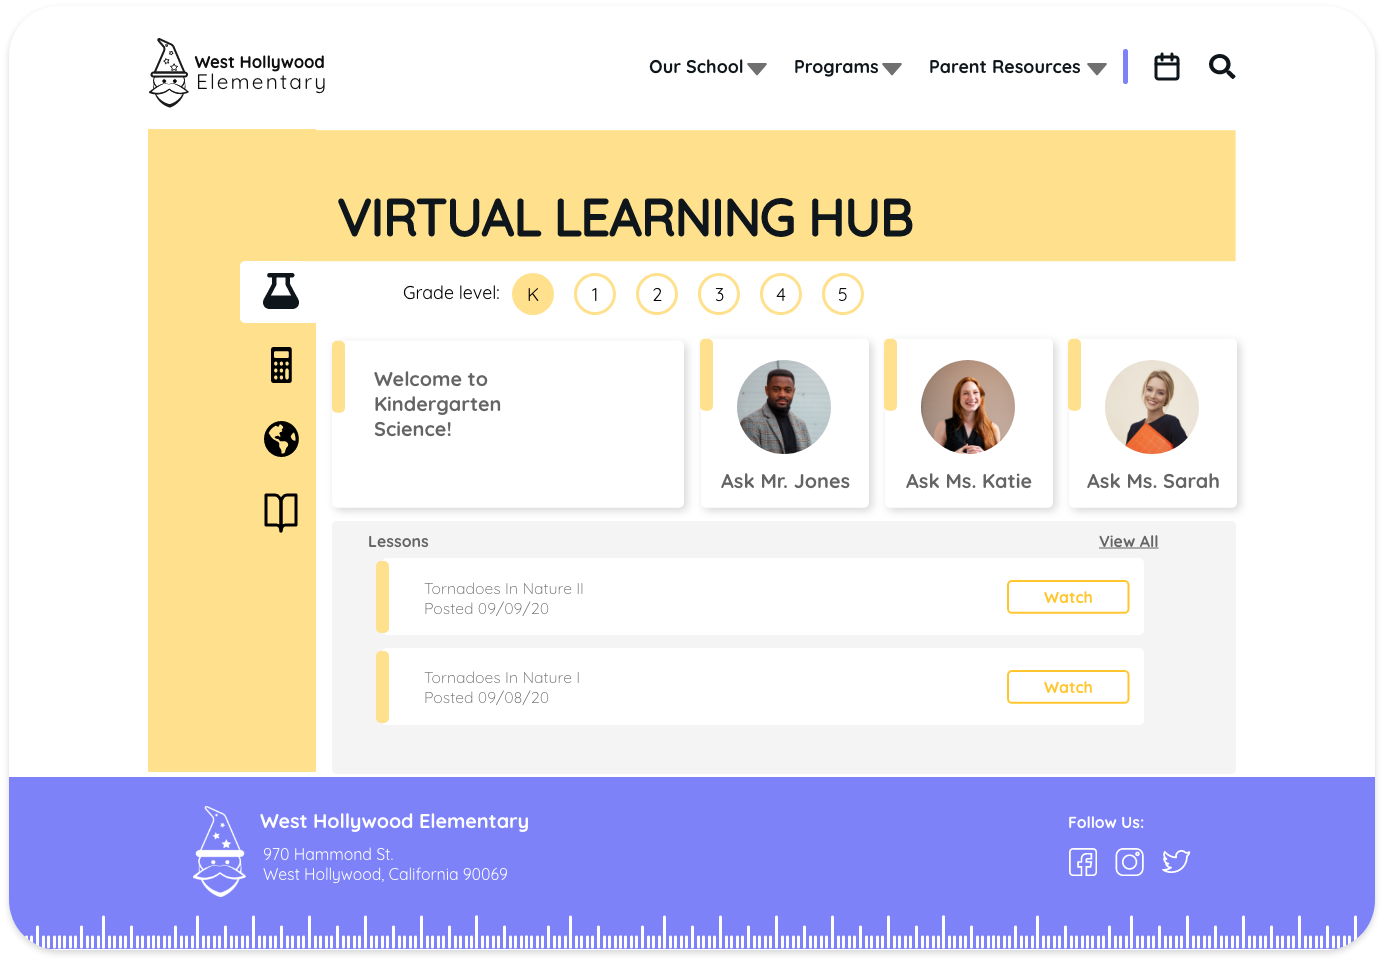 West Hollywood
Elementary
Our School
Programs
Parent Resources
VIRTUAL LEARNING HUB
Grade level:
K
1
2
3
4
5
Welcome to
Kindergarten
Science!
Ask Mr. Jones
Ask Ms. Katie
Ask Ms. Sarah
Lessons
View All
Tornadoes In Nature II
Posted 09/09/20
Watch
Tornadoes In Nature I
Posted 09/08/20
Watch
West Hollywood Elementary
970 Hammond St.
West Hollywood, California 90069
Follow Us: